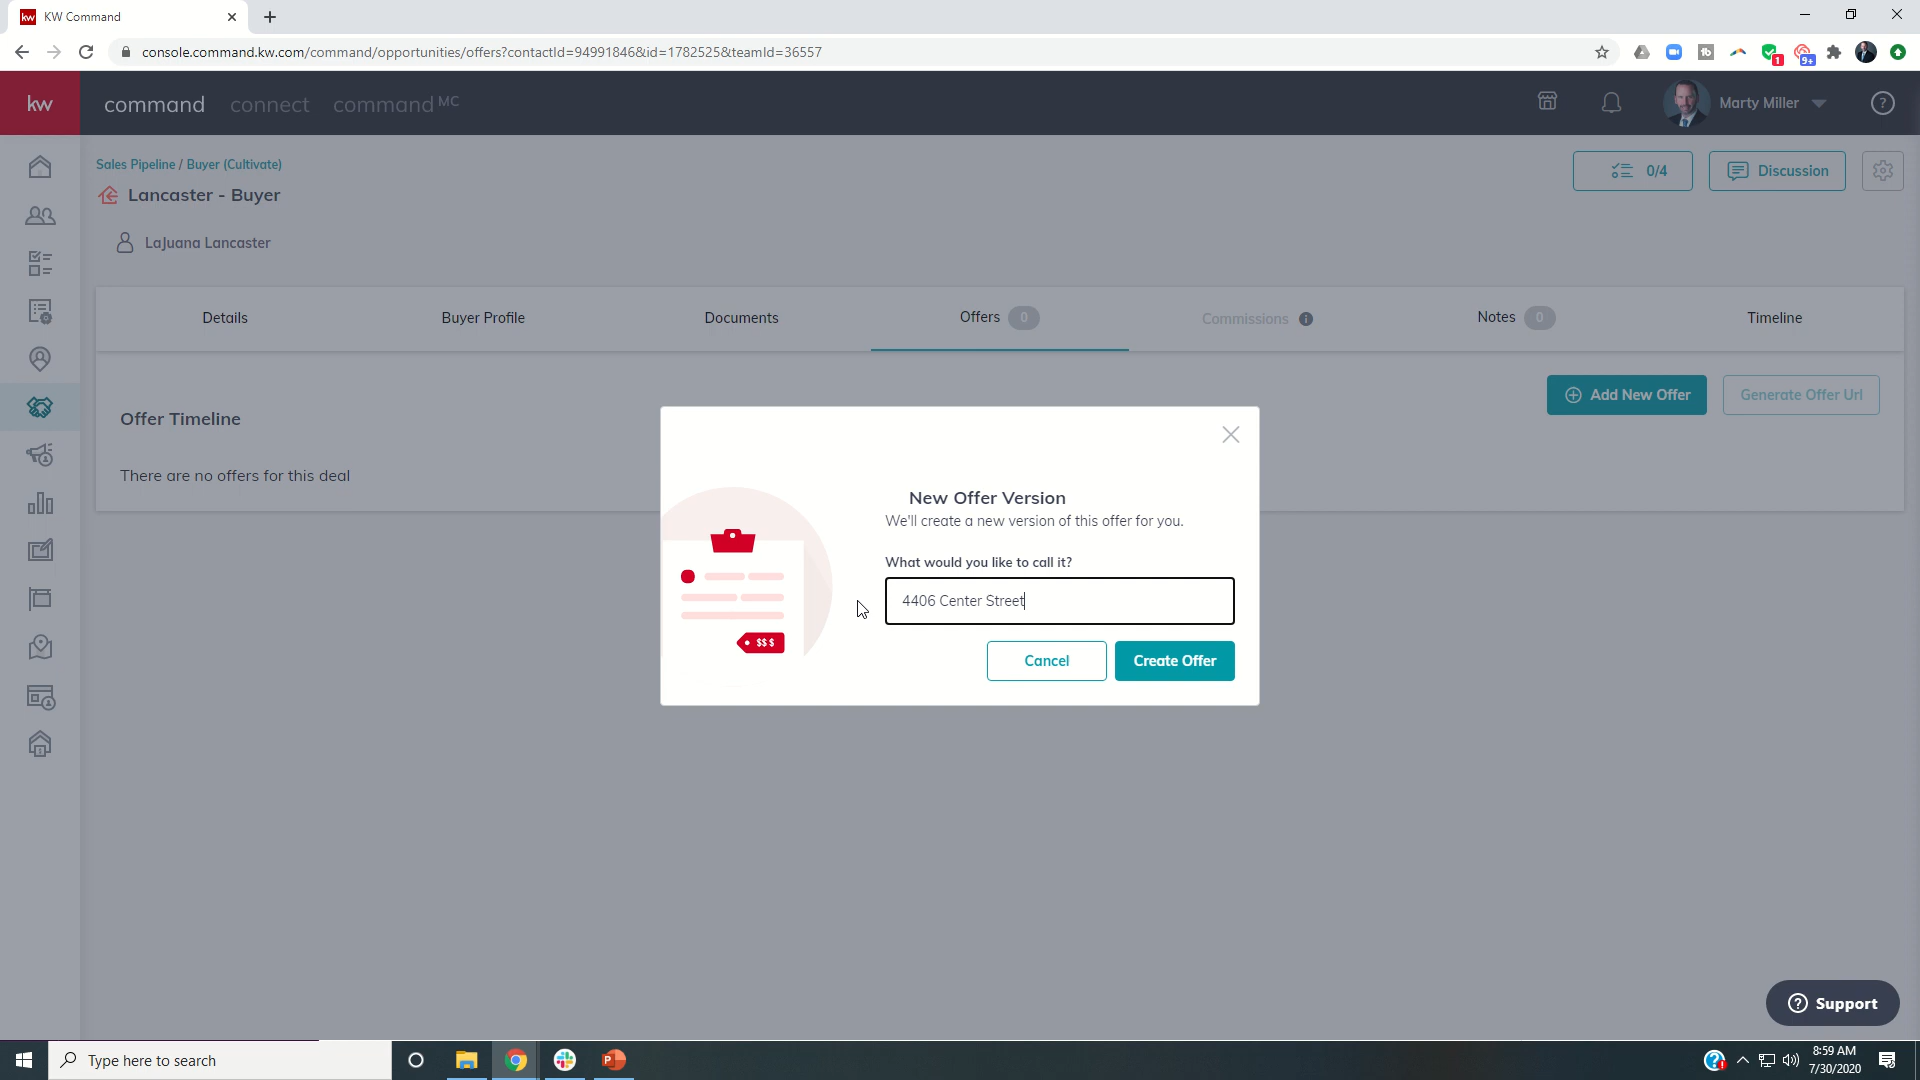 KW Command
console.command.kw.com/command/opportunities/offers?contactId=94991846&id=1782525&teamId=36557
1
9+
kw
command connect command MC
Marty Miller
Sales Pipeline / Buyer (Cultivate)
Lancaster - Buyer
0/4
Discussion
LaJuana Lancaster
Details
Buyer Profile
Documents
Offers 0
Commissions
Notes 0
Timeline
Add New Offer
Generate Offer Url
Offer Timeline
There are no offers for this deal
New Offer Version
We'll create a new version of this offer for you.
What would you like to call it?
4406 Center Street
$$$
Cancel
Create Offer
Support
Type here to search
8:59 AM
7/30/2020